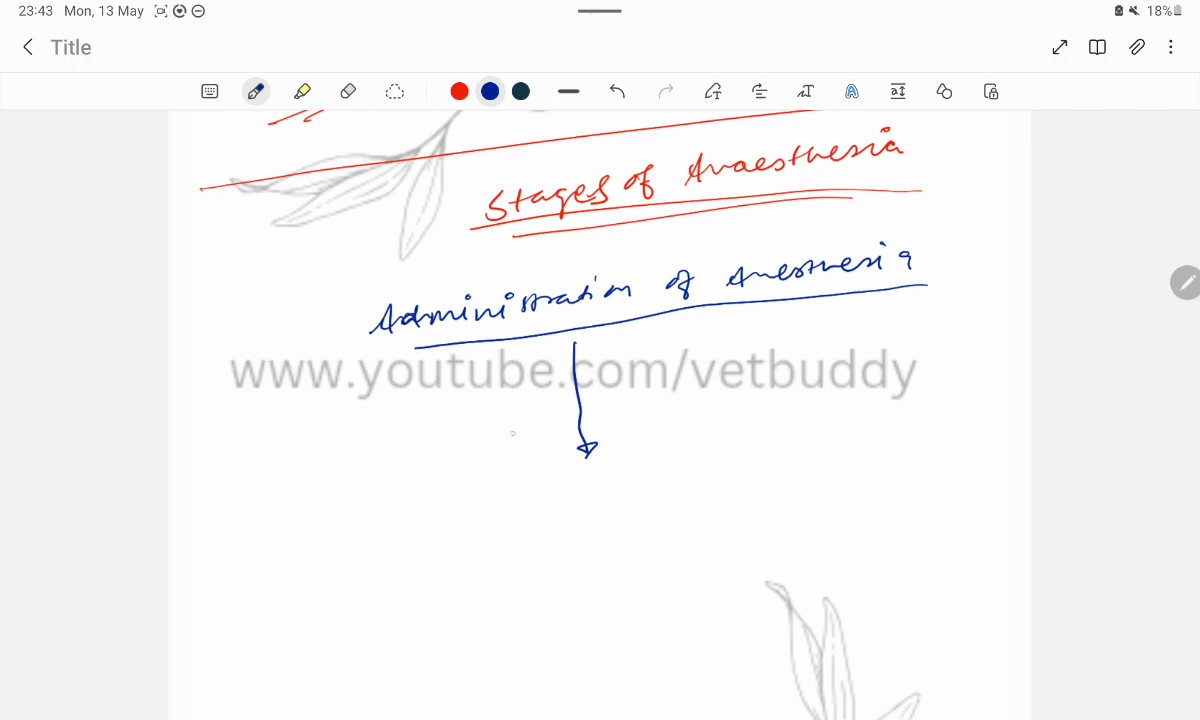 23:43 Mon, 13 May 18%
Title
Stages of Anaesthesia
Administration of Anesthesia
www.youtube.com/vetbuddy